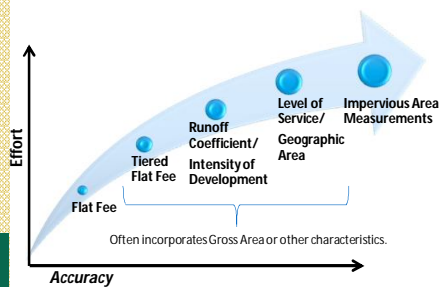 Effort
Flat Fee
Tiered
Flat Fee
Runoff
Coefficient/
Intensity of
Development
Level of
Service/
Geographic
Area
Impervious Area
Measurements
Often incorporates Gross Area or other characteristics.
Accuracy